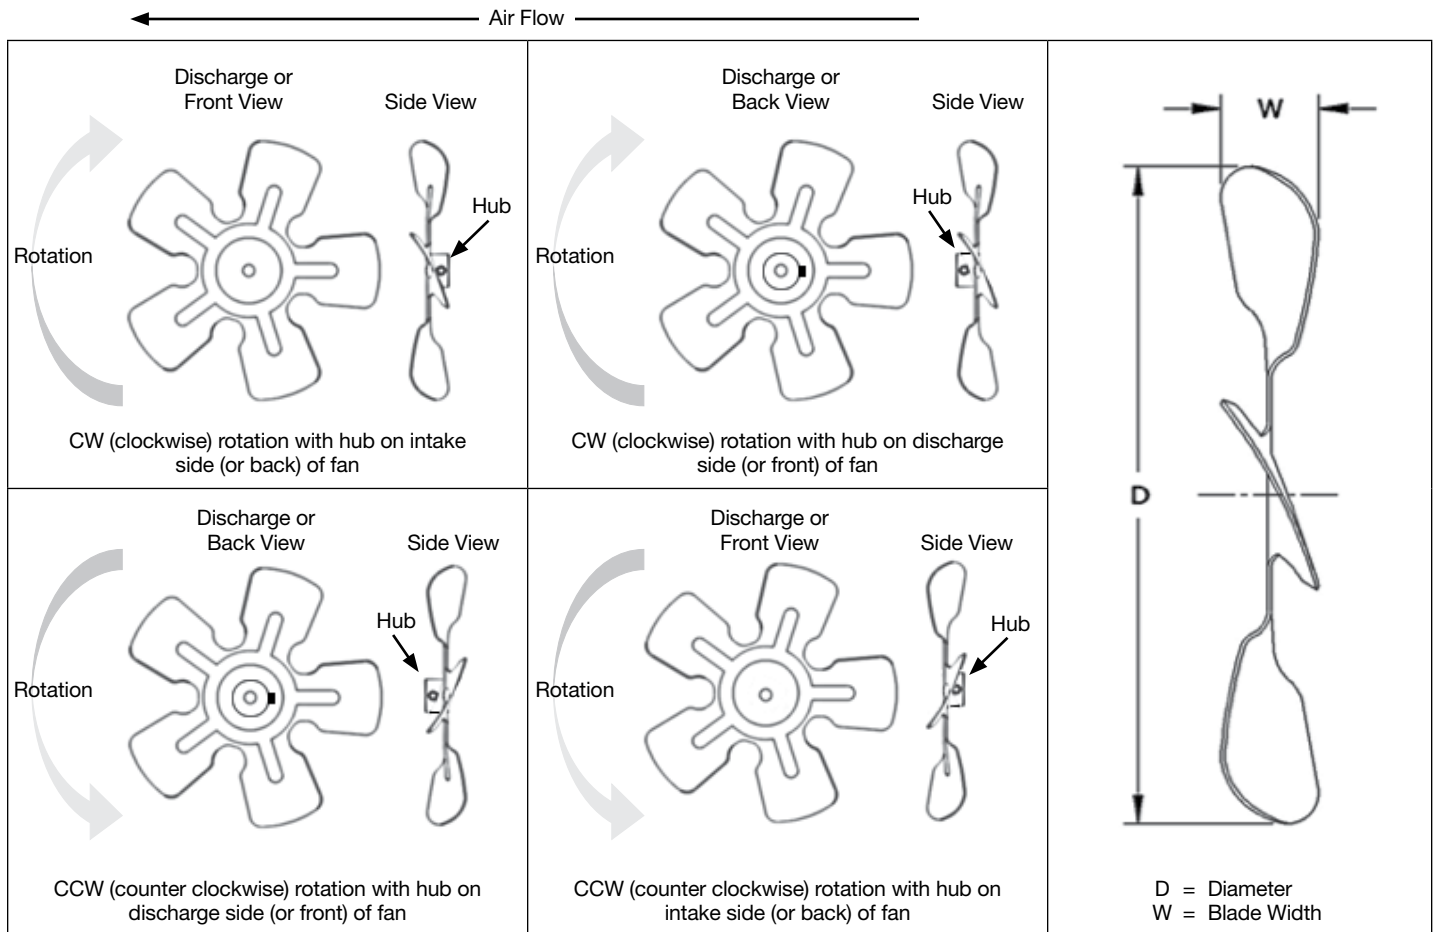 Air Flow
Discharge or
Front View
Side View
Hub
Rotation
CW (clockwise) rotation with hub on intake
side (or back) of fan
Discharge or
Back View
Side View
Hub
Rotation
CW (clockwise) rotation with hub on discharge
side (or front) of fan
Discharge or
Back View
Side View
Hub
Rotation
CCW (counter clockwise) rotation with hub on
discharge side (or front) of fan
Discharge or
Front View
Side View
Hub
Rotation
CCW (counter clockwise) rotation with hub on
intake side (or back) of fan
W
D
D = Diameter
W = Blade Width